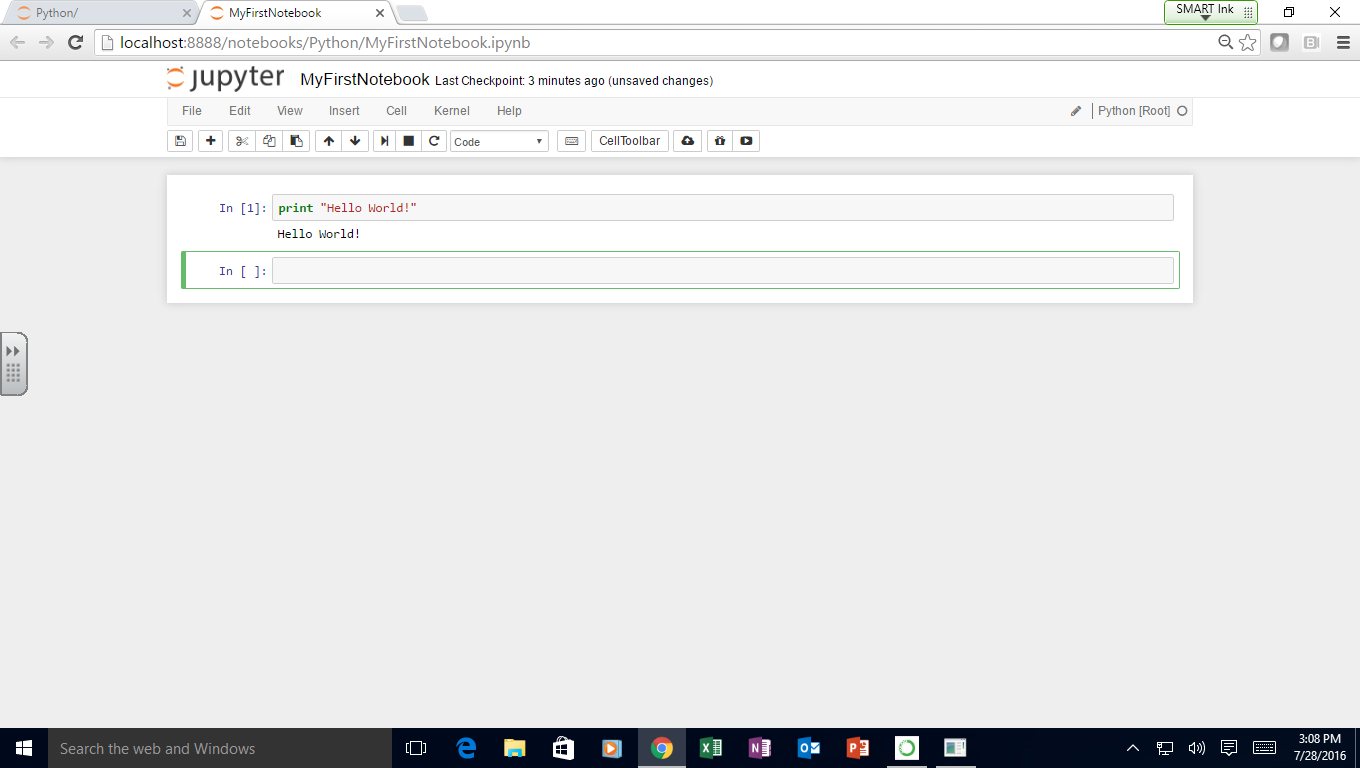 Python/
MyFirstNotebook
SMART Ink
localhost:8888/notebooks/Python/MyFirstNotebook.ipynb
jupyter MyFirstNotebook Last Checkpoint: 3 minutes ago (unsaved changes)
File Edit View Insert Cell Kernel Help Python [Root]
Code CellToolbar
In [1]: print "Hello World!"
Hello World!
In [ ]:
Search the web and Windows
3:08 PM
7/28/2016